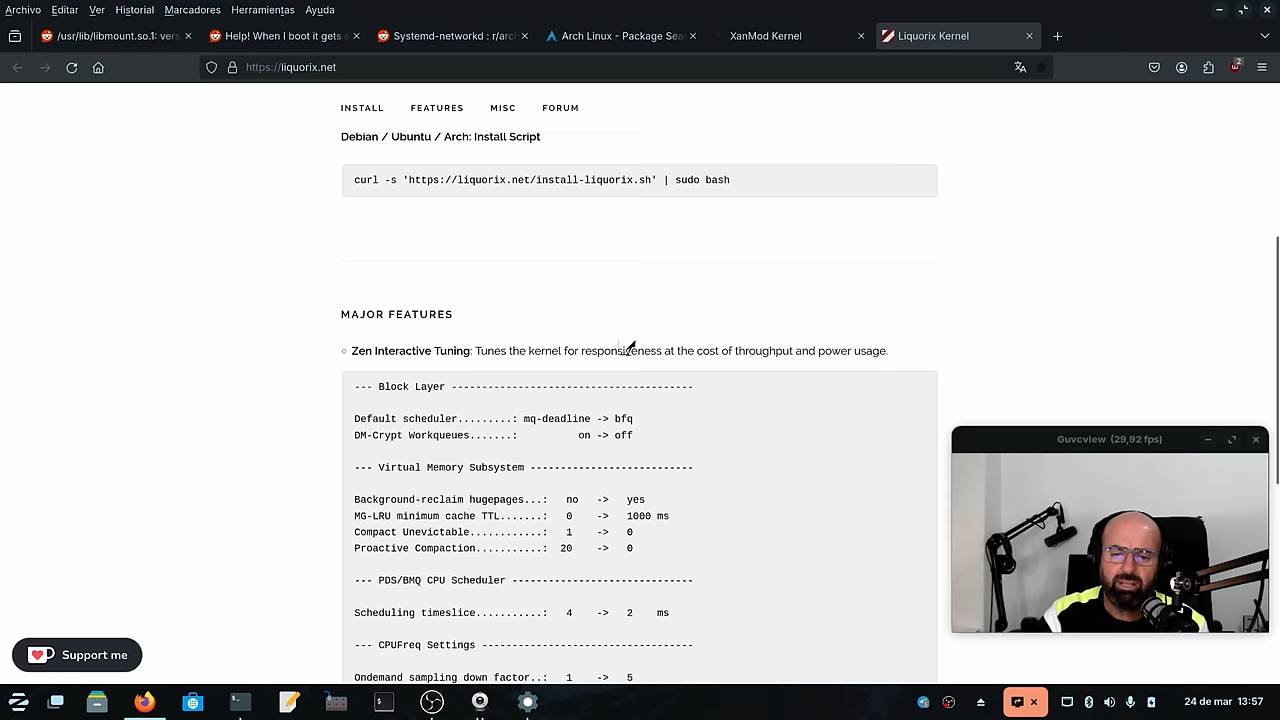 Archivo Editar Ver Historial Marcadores Herramientas Ayuda
/usr/lib/libmount.so.1: vers
Help! When I boot it gets s
Systemd-networkd : r/arc
Arch Linux - Package Sea
XanMod Kernel
Liquorix Kernel
https://liquorix.net
2
INSTALL FEATURES MISC FORUM
Debian / Ubuntu / Arch: Install Script
curl -s 'https://liquorix.net/install-liquorix.sh' | sudo bash
MAJOR FEATURES
Zen Interactive Tuning: Tunes the kernel for responsiveness at the cost of throughput and power usage.
--- Block Layer ----------------------------------------
Default scheduler.........: mq-deadline -> bfq
DM-Crypt Workqueues.......: on -> off
--- Virtual Memory Subsystem ---------------------------
Background-reclaim hugepages...: no -> yes
MG-LRU minimum cache TTL.......: 0 -> 1000 ms
Compact Unevictable............: 1 -> 0
Proactive Compaction...........: 20 -> 0
--- PDS/BMQ CPU Scheduler ------------------------------
Scheduling timeslice...........: 4 -> 2 ms
--- CPUFreq Settings -----------------------------------
Ondemand sampling down factor..: 1 -> 5
Guvcview (29,92 fps)
Support me
24 de mar 13:57